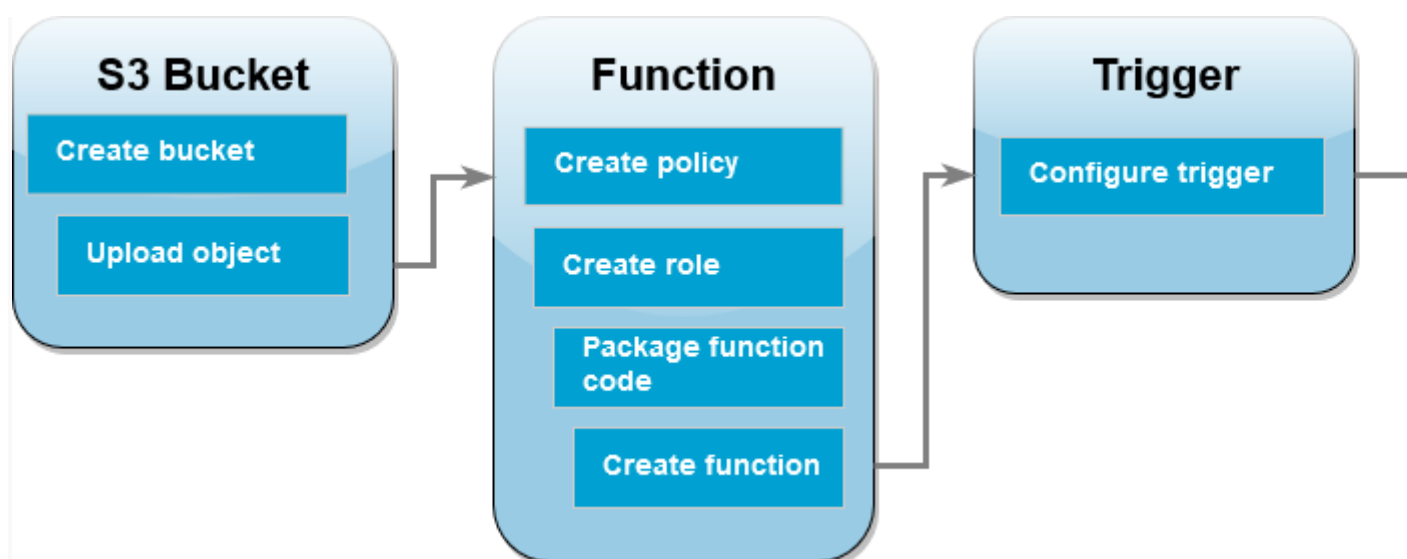 S3 Bucket
Create bucket
Upload object
Function
Create policy
Create role
Package function
code
Create function
Trigger
Configure trigger